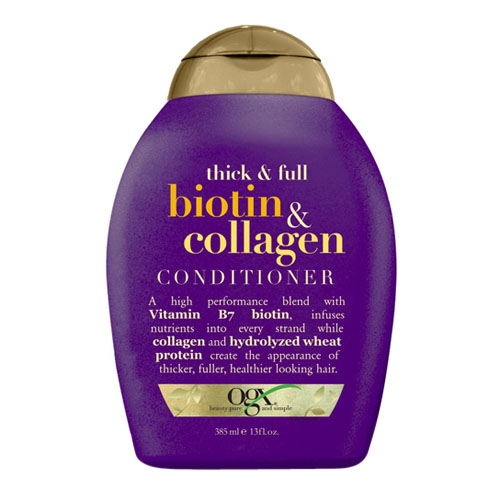 thick & full
biotin &
collagen
CONDITIONER
A high performance blend with
Vitamin B7 biotin, infuses
nutrients into every strand while
collagen and hydrolyzed wheat
protein create the appearance of
thicker, fuller, healthier looking hair.
ogx®
beauty pure and simple
385 ml ℮ 13fl.oz.